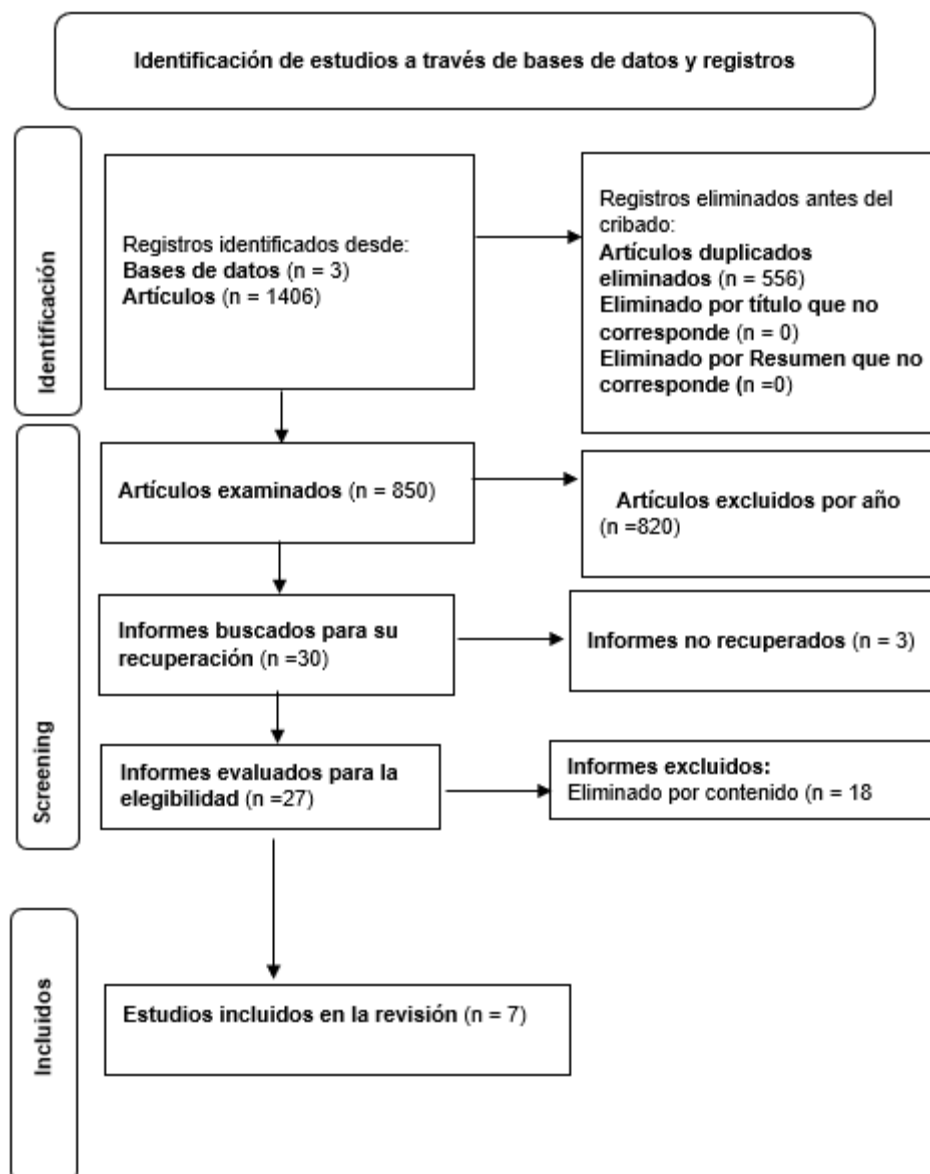 Identificación de estudios a través de bases de datos y registros
Identificación
Registros identificados desde:
Bases de datos (n = 3)
Artículos (n = 1406)
Registros eliminados antes del
cribado:
Artículos duplicados
eliminados (n = 556)
Eliminado por título que no
corresponde (n = 0)
Eliminado por Resumen que no
corresponde (n =0)
Screening
Artículos examinados (n = 850)
Artículos excluidos por año
(n =820)
Informes buscados para su
recuperación (n =30)
Informes no recuperados (n = 3)
Informes evaluados para la
elegibilidad (n =27)
Informes excluidos:
Eliminado por contenido (n = 18
Incluidos
Estudios incluidos en la revisión (n = 7)